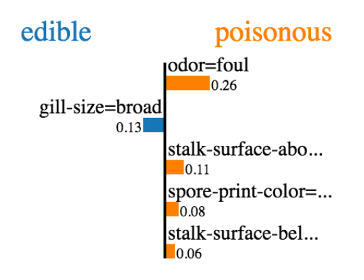 edible poisonous
odor=foul
0.26
gill-size=broad
0.13
stalk-surface-abo...
0.11
spore-print-color=...
0.08
stalk-surface-bel...
0.06